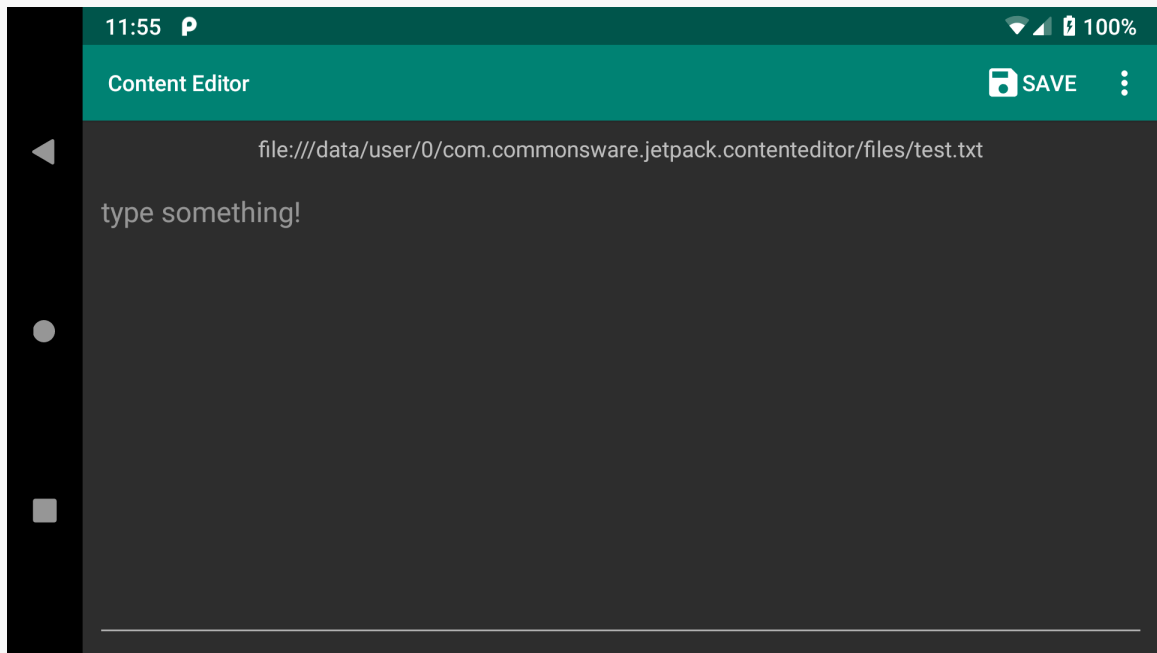 11:55 100%
Content Editor SAVE
file:///data/user/0/com.commonsware.jetpack.contenteditor/files/test.txt
type something!